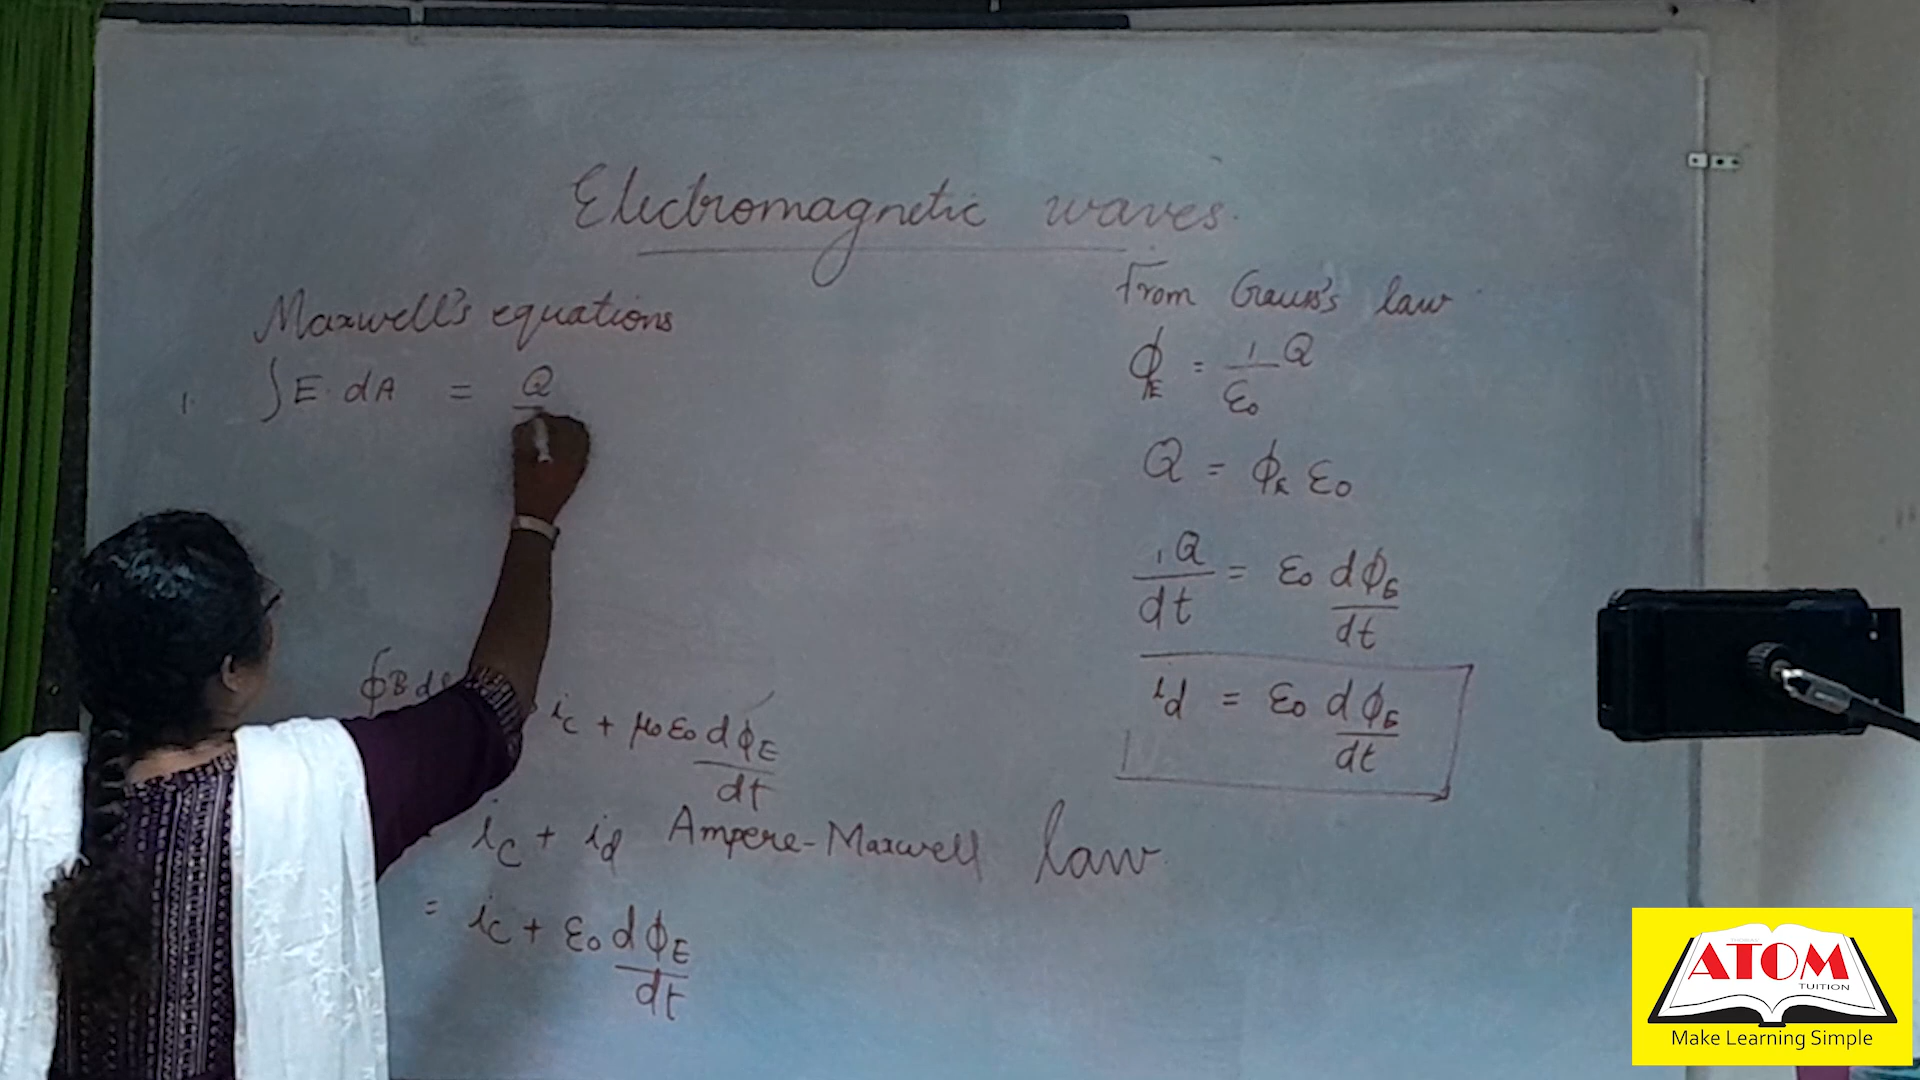 Electromagnetic waves.
Maxwell's equations
1. ∫E·dA = Q
∮B dl
ic + μ0ε0 dϕE/dt
ic + id Ampere-Maxwell law
= ic + ε0 dϕE/dt
From Gauss's law
ϕE = 1/ε0 Q
Q = ϕE ε0
Q/dt = ε0 dϕE/dt
id = ε0 dϕE/dt
ATOM
TUITION
Make Learning Simple